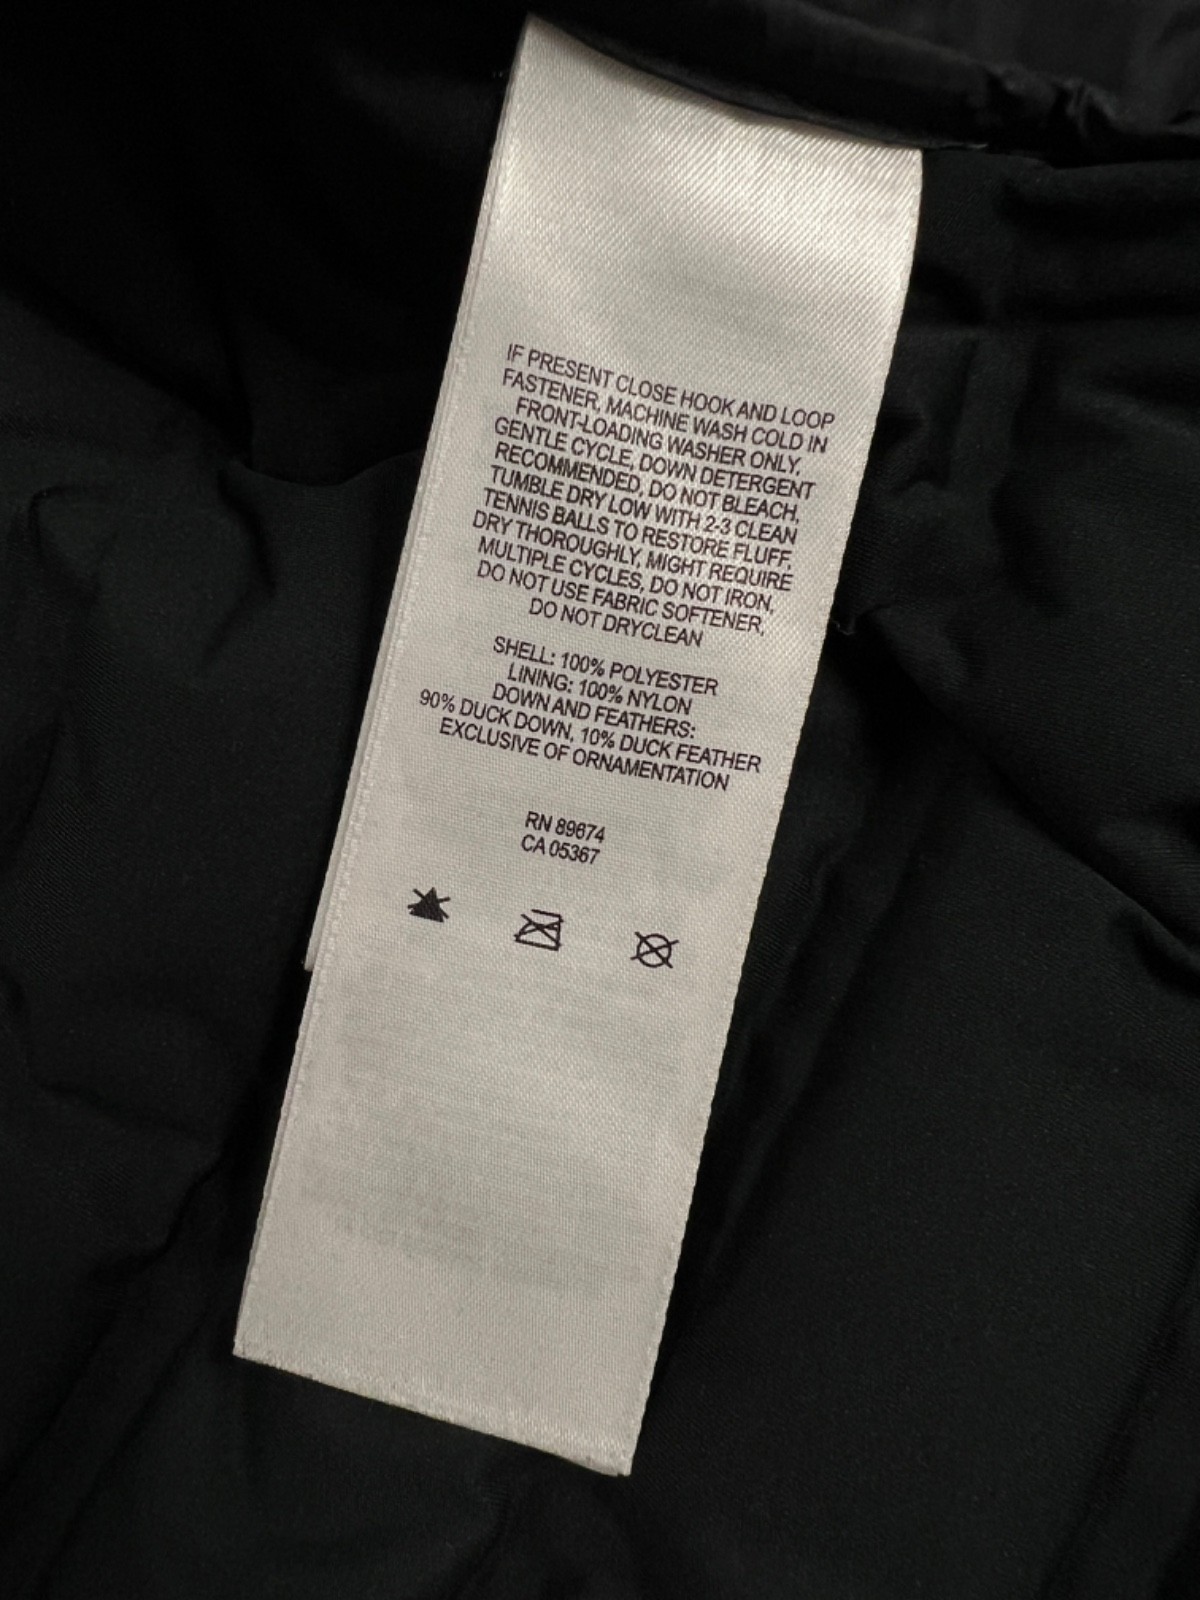 IF PRESENT CLOSE HOOK AND LOOP
FASTENER, MACHINE WASH COLD IN
FRONT-LOADING WASHER ONLY,
GENTLE CYCLE, DOWN DETERGENT
RECOMMENDED, DO NOT BLEACH,
TUMBLE DRY LOW WITH 2-3 CLEAN
TENNIS BALLS TO RESTORE FLUFF,
DRY THOROUGHLY, MIGHT REQUIRE
MULTIPLE CYCLES, DO NOT IRON,
DO NOT USE FABRIC SOFTENER,
DO NOT DRYCLEAN
SHELL: 100% POLYESTER
LINING: 100% NYLON
DOWN AND FEATHERS:
90% DUCK DOWN, 10% DUCK FEATHER
EXCLUSIVE OF ORNAMENTATION
RN 89674
CA 05367